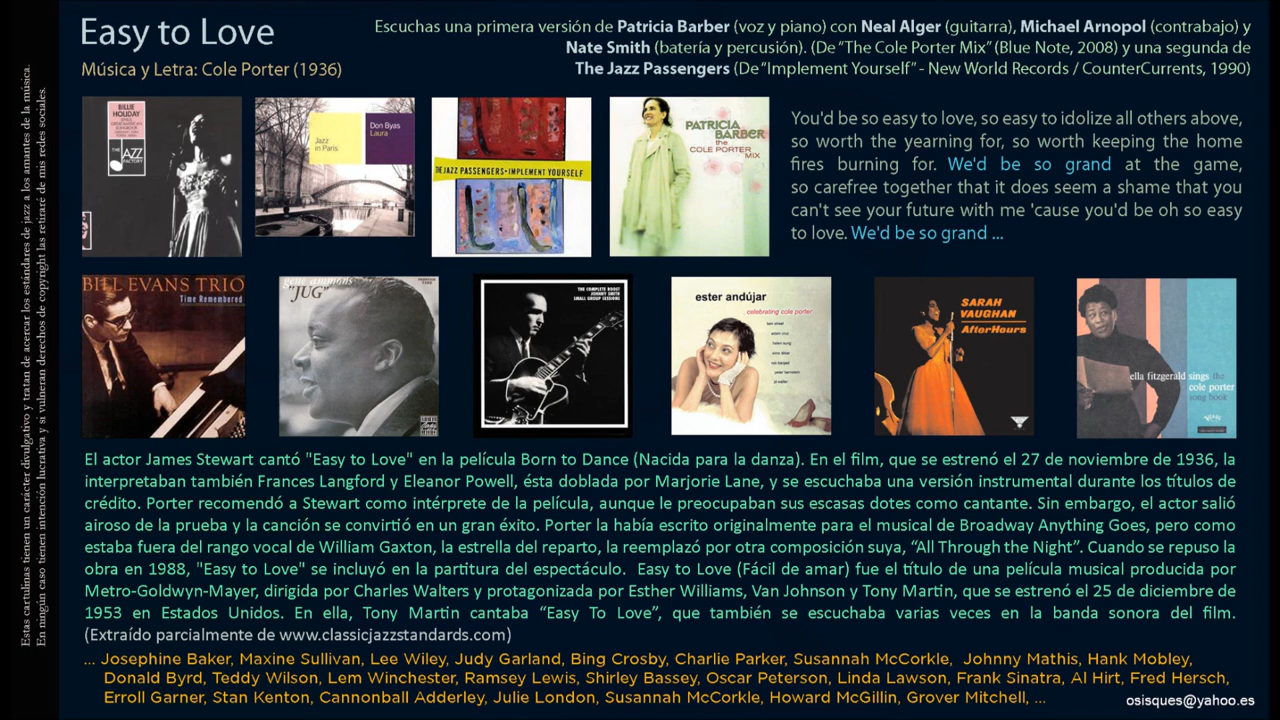 Easy to Love
Música y Letra: Cole Porter (1936)
Escuchas una primera versión de Patricia Barber (voz y piano) con Neal Alger (guitarra), Michael Arnopol (contrabajo) y
Nate Smith (batería y percusión). (De “The Cole Porter Mix” (Blue Note, 2008) y una segunda de
The Jazz Passengers (De “Implement Yourself” - New World Records / CounterCurrents, 1990)
Estas cartulinas tienen un carácter divulgativo y tratan de acercar los estándares de jazz a los amantes de la música.
En ningún caso tienen intención lucrativa y si vulneran derechos de copyright las retiraré de mis redes sociales.
BILLIE
HOLIDAY
THE JAZZ
FACTORY
Jazz
in Paris
Don Byas
Laura
THE JAZZ PASSENGERS • IMPLEMENT YOURSELF
PATRICIA
BARBER
the
COLE PORTER
MIX
You'd be so easy to love, so easy to idolize all others above,
so worth the yearning for, so worth keeping the home
fires burning for. We'd be so grand at the game,
so carefree together that it does seem a shame that you
can't see your future with me 'cause you'd be oh so easy
to love. We'd be so grand ...
BILL EVANS TRIO
Time Remembered
gene ammons
"JUG"
THE COMPLETE ROOST
JOHNNY SMITH
SMALL GROUP SESSIONS
ester andújar
celebrating cole porter
SARAH
VAUGHAN
AfterHours
ella fitzgerald sings the
cole porter
song book
Verve
El actor James Stewart cantó "Easy to Love" en la película Born to Dance (Nacida para la danza). En el film, que se estrenó el 27 de noviembre de 1936, la
interpretaban también Frances Langford y Eleanor Powell, ésta doblada por Marjorie Lane, y se escuchaba una versión instrumental durante los títulos de
crédito. Porter recomendó a Stewart como intérprete de la película, aunque le preocupaban sus escasas dotes como cantante. Sin embargo, el actor salió
airoso de la prueba y la canción se convirtió en un gran éxito. Porter la había escrito originalmente para el musical de Broadway Anything Goes, pero como
estaba fuera del rango vocal de William Gaxton, la estrella del reparto, la reemplazó por otra composición suya, “All Through the Night”. Cuando se repuso la
obra en 1988, "Easy to Love" se incluyó en la partitura del espectáculo. Easy to Love (Fácil de amar) fue el título de una película musical producida por
Metro-Goldwyn-Mayer, dirigida por Charles Walters y protagonizada por Esther Williams, Van Johnson y Tony Martin, que se estrenó el 25 de diciembre de
1953 en Estados Unidos. En ella, Tony Martin cantaba “Easy To Love”, que también se escuchaba varias veces en la banda sonora del film.
(Extraído parcialmente de www.classicjazzstandards.com)
... Josephine Baker, Maxine Sullivan, Lee Wiley, Judy Garland, Bing Crosby, Charlie Parker, Susannah McCorkle, Johnny Mathis, Hank Mobley,
Donald Byrd, Teddy Wilson, Lem Winchester, Ramsey Lewis, Shirley Bassey, Oscar Peterson, Linda Lawson, Frank Sinatra, Al Hirt, Fred Hersch,
Erroll Garner, Stan Kenton, Cannonball Adderley, Julie London, Susannah McCorkle, Howard McGillin, Grover Mitchell, ...
osisques@yahoo.es